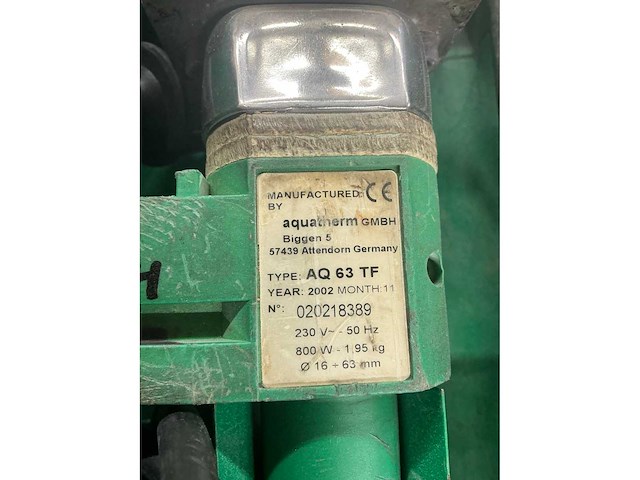 MANUFACTURED: CE
BY
aquatherm GMBH
Biggen 5
57439 Attendorn Germany
TYPE: AQ 63 TF
YEAR: 2002 MONTH:11
N°: 020218389
230 V~ - 50 Hz
800 W - 1,95 kg
Ø 16 ÷ 63 mm